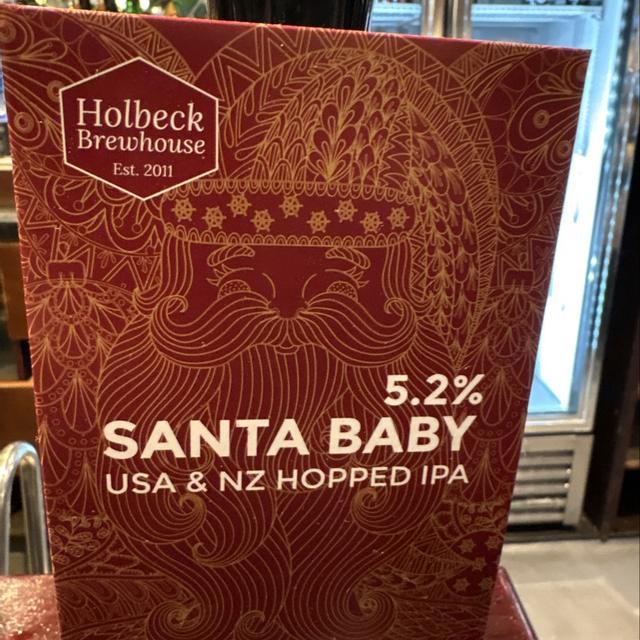 Holbeck
Brewhouse
Est. 2011
5.2%
SANTA BABY
USA & NZ HOPPED IPA